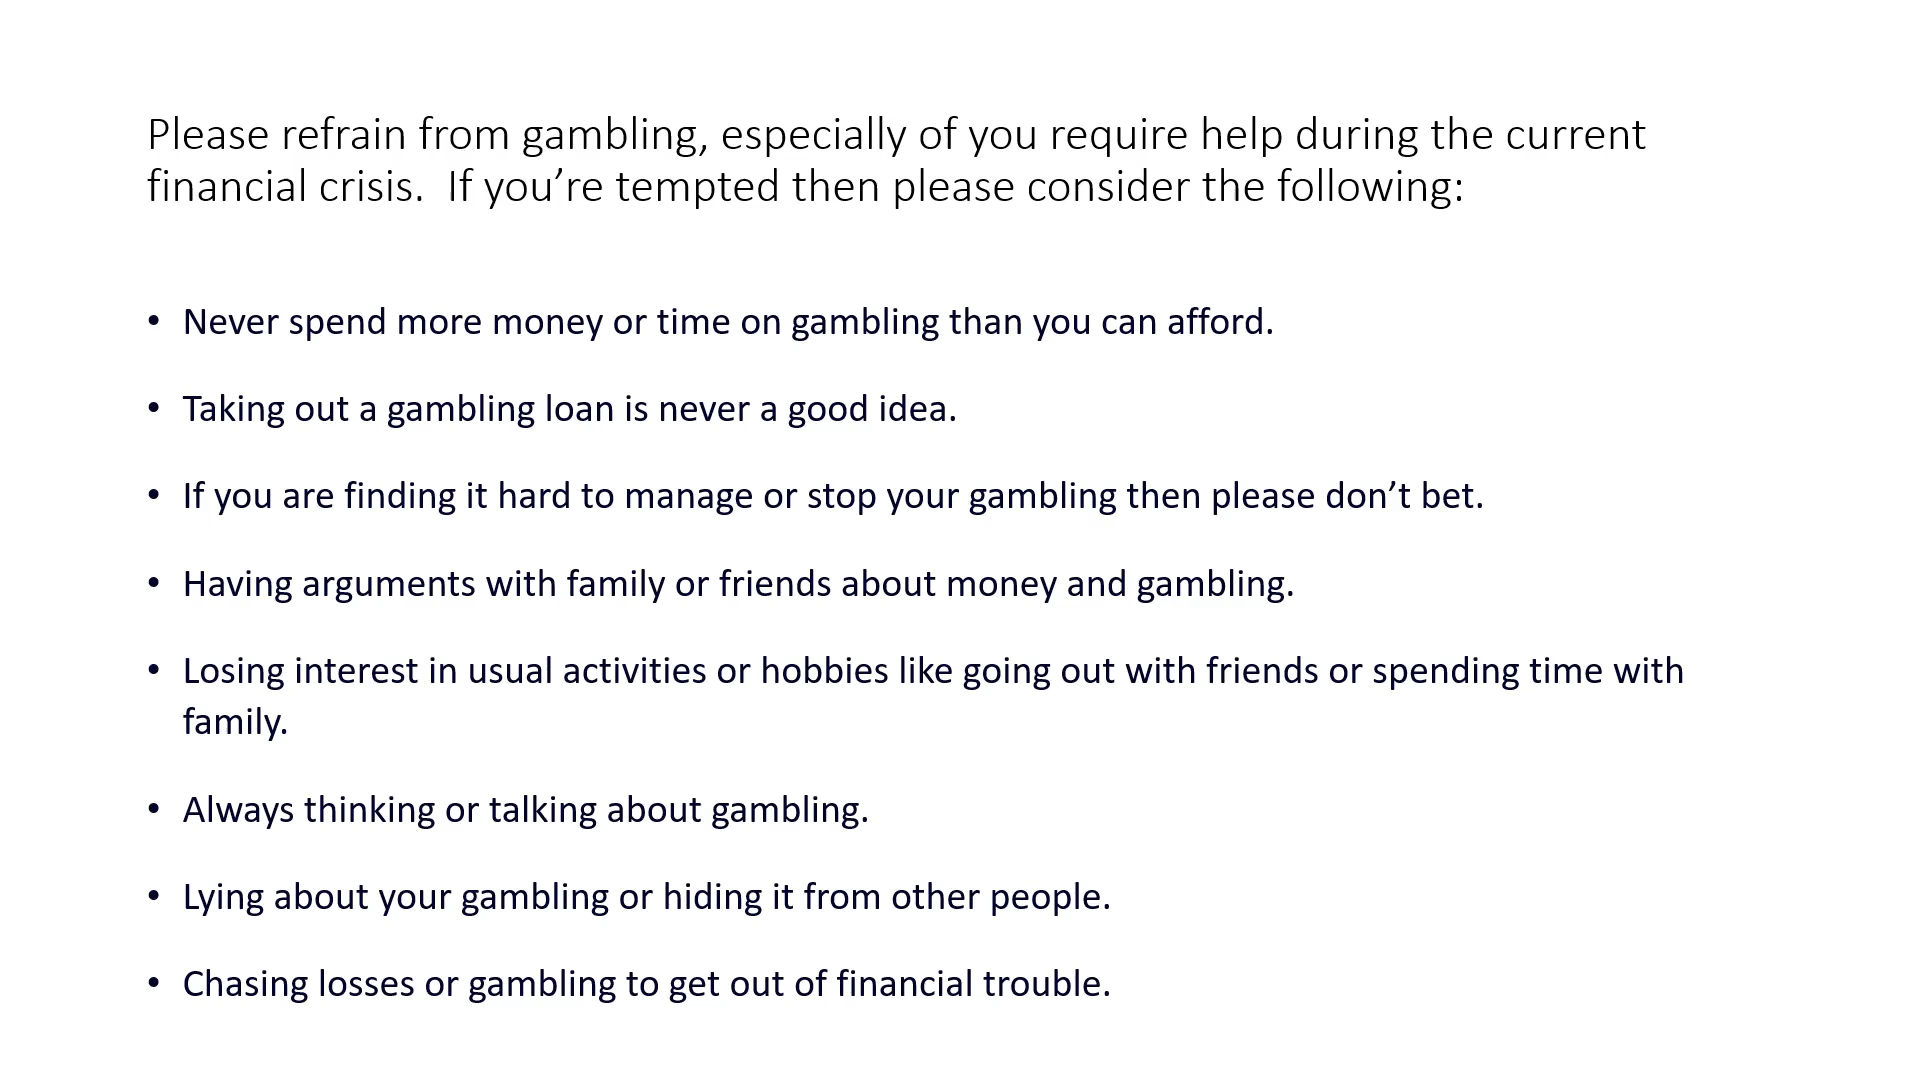 Please refrain from gambling, especially of you require help during the current
financial crisis.  If you’re tempted then please consider the following:
• Never spend more money or time on gambling than you can afford.
• Taking out a gambling loan is never a good idea.
• If you are finding it hard to manage or stop your gambling then please don’t bet.
• Having arguments with family or friends about money and gambling.
• Losing interest in usual activities or hobbies like going out with friends or spending time with
family.
• Always thinking or talking about gambling.
• Lying about your gambling or hiding it from other people.
• Chasing losses or gambling to get out of financial trouble.